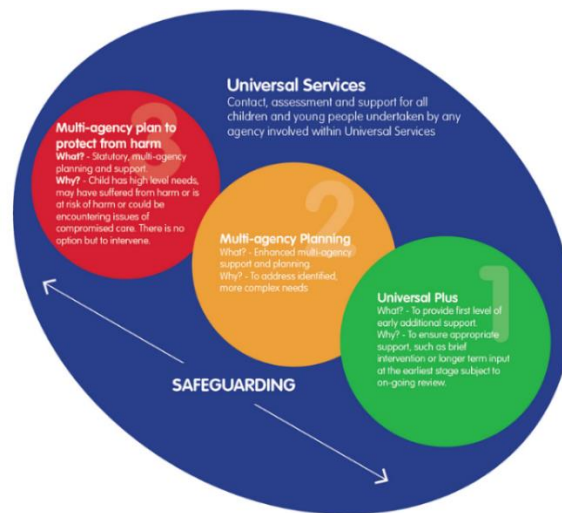 Universal Services
Contact, assessment and support for all
children and young people undertaken by any
agency involved within Universal Services
3
Multi-agency plan to
protect from harm
What? - Statutory, multi-agency
planning and support.
Why? - Child has high level needs,
may have suffered from harm or is
at risk of harm or could be
encountering issues of
compromised care. There is no
option but to intervene.
2
Multi-agency Planning
What? - Enhanced multi-agency
support and planning
Why? - To address identified,
more complex needs
1
Universal Plus
What? - To provide first level of
early additional support.
Why? - To ensure appropriate
support, such as brief
intervention or longer term input
at the earliest stage subject to
on-going review.
SAFEGUARDING